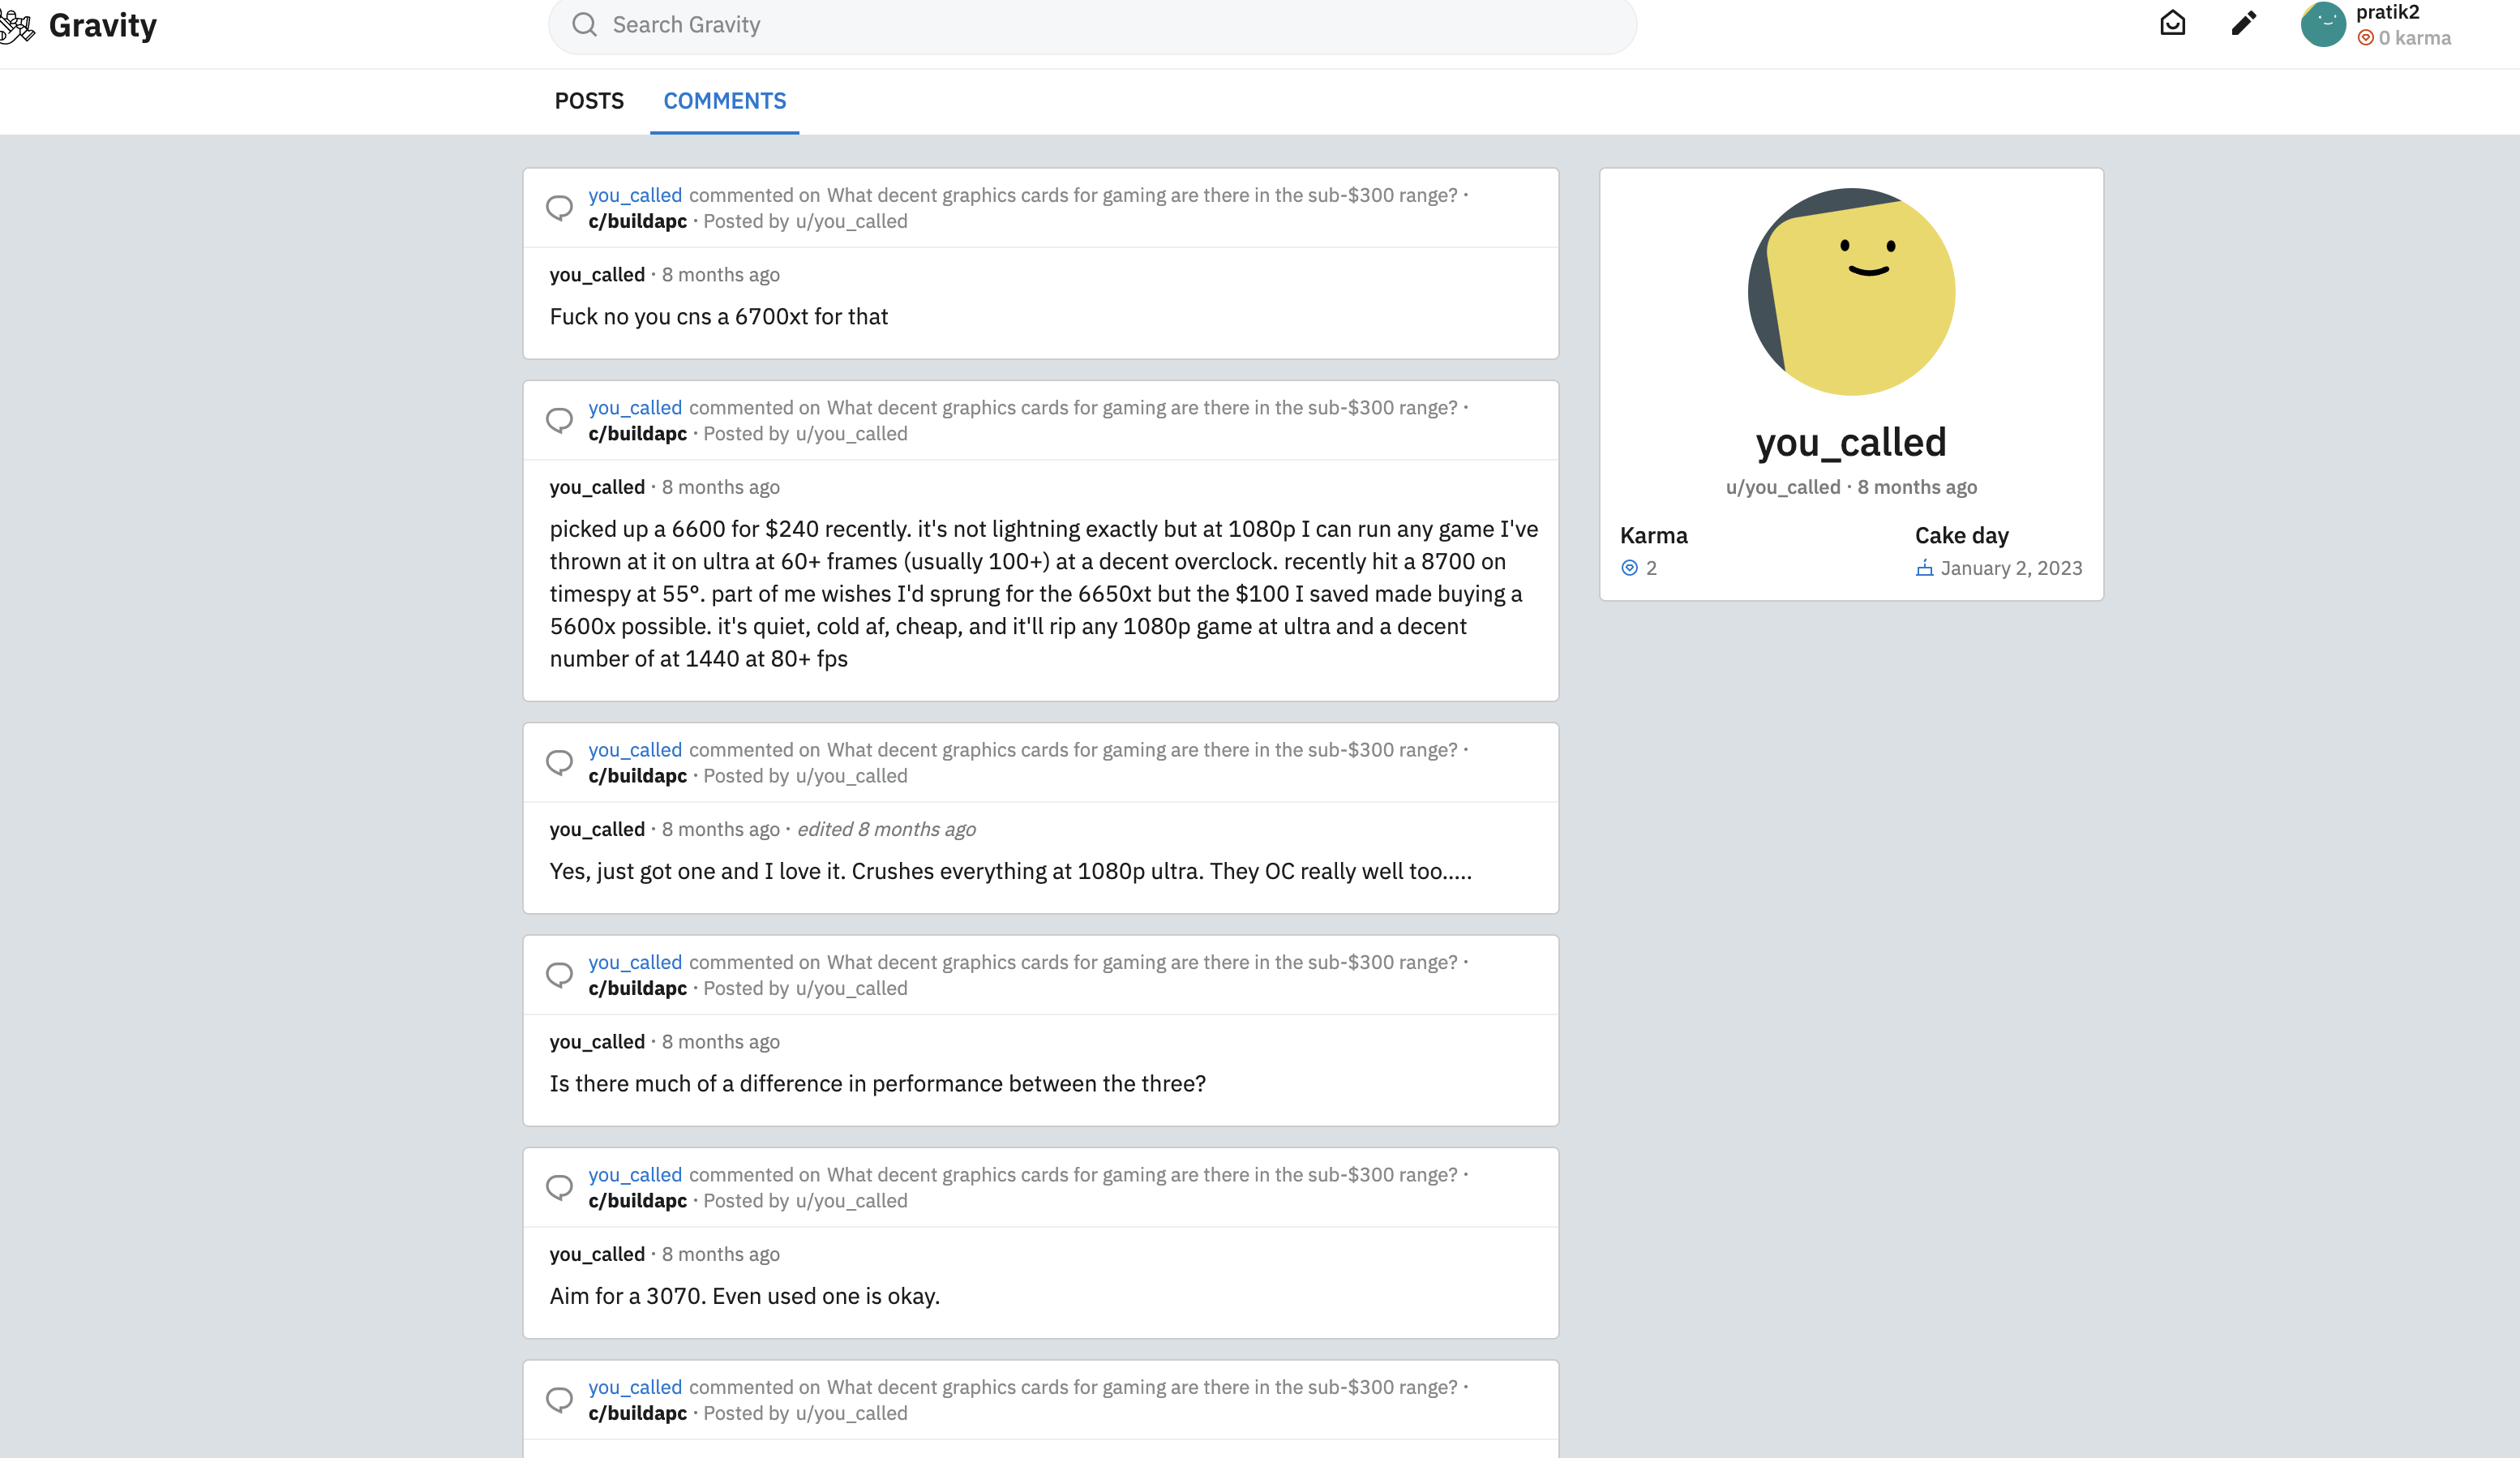 Gravity
Search Gravity
pratik2
0 karma
POSTS
COMMENTS
you_called commented on What decent graphics cards for gaming are there in the sub-$300 range? ·
c/buildapc · Posted by u/you_called
you_called · 8 months ago
Fuck no you cns a 6700xt for that
you_called commented on What decent graphics cards for gaming are there in the sub-$300 range? ·
c/buildapc · Posted by u/you_called
you_called · 8 months ago
picked up a 6600 for $240 recently. it's not lightning exactly but at 1080p I can run any game I've
thrown at it on ultra at 60+ frames (usually 100+) at a decent overclock. recently hit a 8700 on
timespy at 55°. part of me wishes I'd sprung for the 6650xt but the $100 I saved made buying a
5600x possible. it's quiet, cold af, cheap, and it'll rip any 1080p game at ultra and a decent
number of at 1440 at 80+ fps
you_called commented on What decent graphics cards for gaming are there in the sub-$300 range? ·
c/buildapc · Posted by u/you_called
you_called · 8 months ago · edited 8 months ago
Yes, just got one and I love it. Crushes everything at 1080p ultra. They OC really well too.....
you_called commented on What decent graphics cards for gaming are there in the sub-$300 range? ·
c/buildapc · Posted by u/you_called
you_called · 8 months ago
Is there much of a difference in performance between the three?
you_called commented on What decent graphics cards for gaming are there in the sub-$300 range? ·
c/buildapc · Posted by u/you_called
you_called · 8 months ago
Aim for a 3070. Even used one is okay.
you_called commented on What decent graphics cards for gaming are there in the sub-$300 range? ·
c/buildapc · Posted by u/you_called
you_called
u/you_called · 8 months ago
Karma
2
Cake day
January 2, 2023